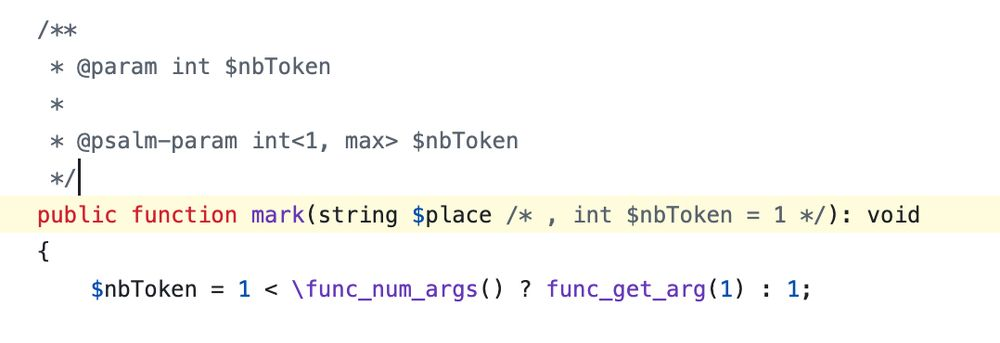 /**
 * @param int $nbToken
 *
 * @psalm-param int<1, max> $nbToken
 */
public function mark(string $place /* , int $nbToken = 1 */): void
{
    $nbToken = 1 < \func_num_args() ? func_get_arg(1) : 1;